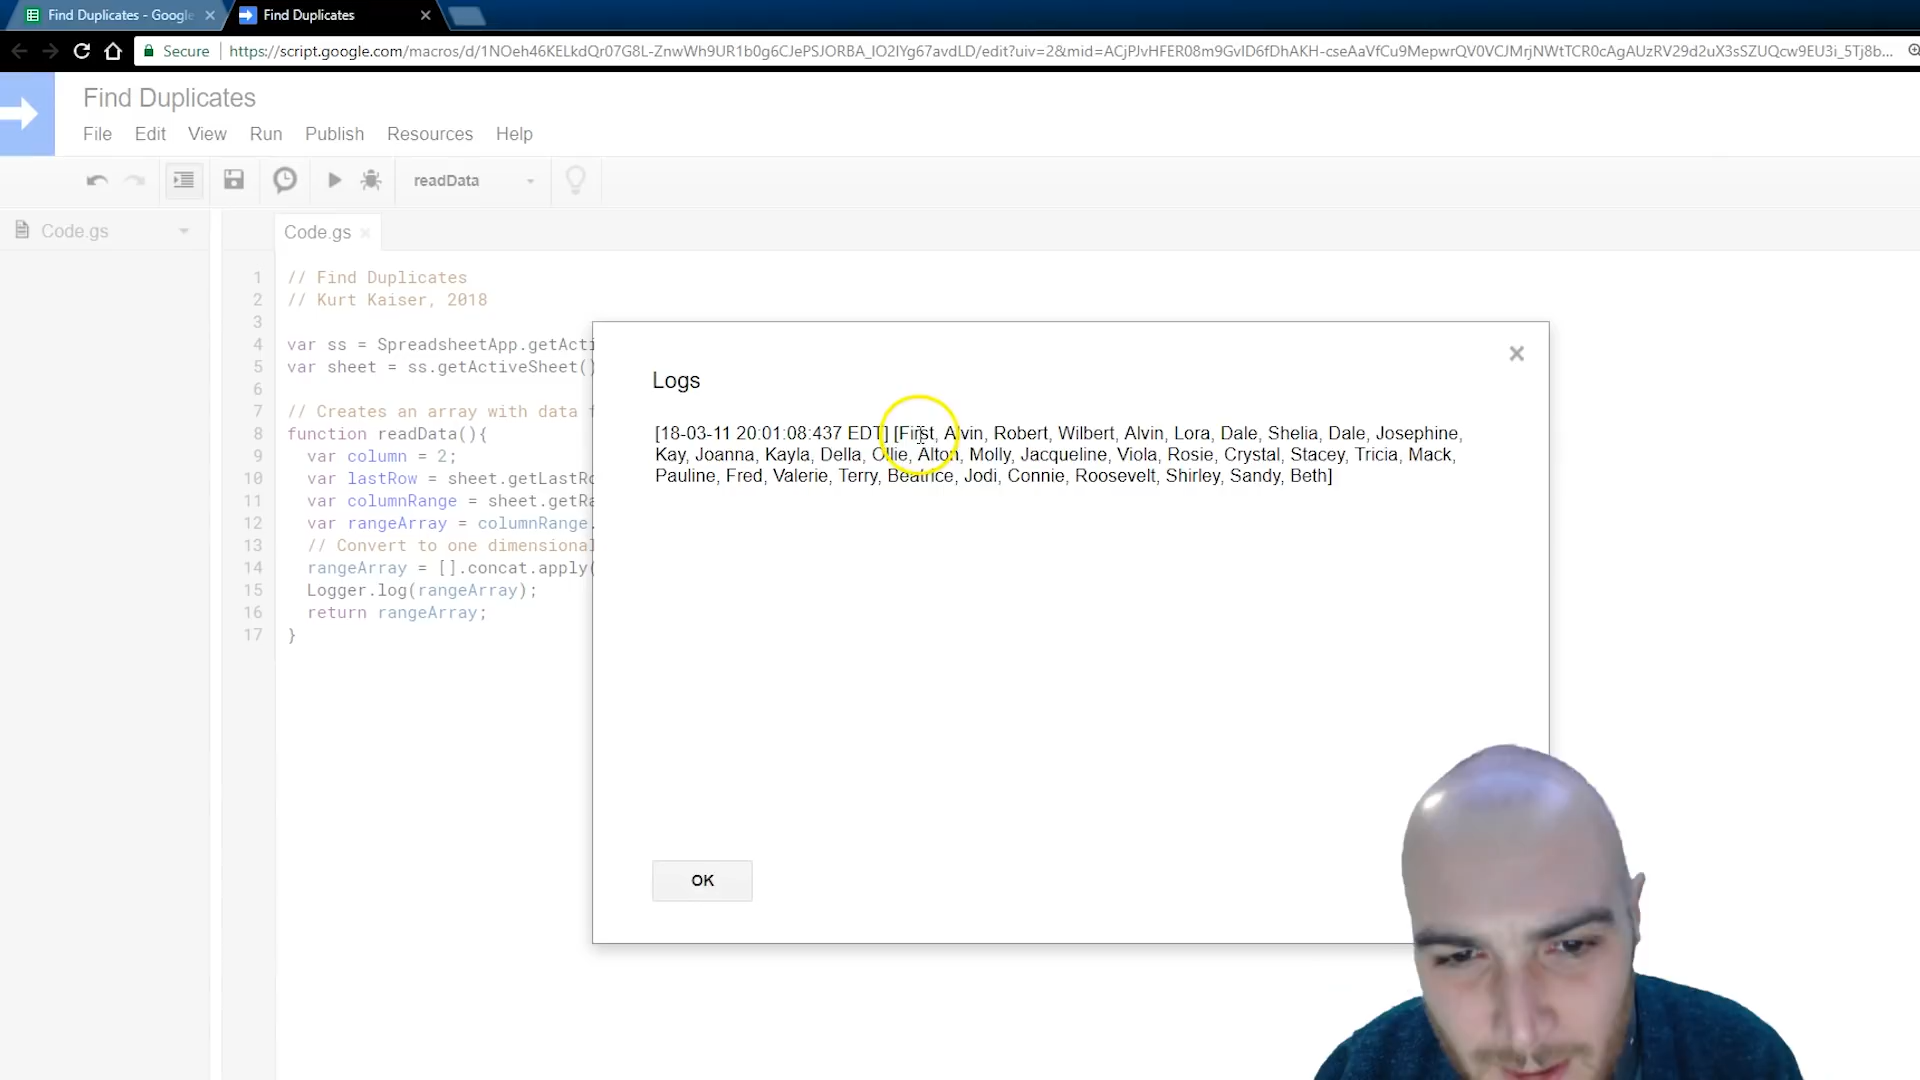 Find Duplicates - Google
Find Duplicates
Secure
https://script.google.com/macros/d/1NOeh46KELkdQr07G8L-ZnwWh9UR1b0g6CJePSJORBA_IO2IYg67avdLD/edit?uiv=2&mid=ACjPJvHFER08m9GvID6fDhAKH-cseAaVfCu9MepwrQV0VCJMrjNWtTCR0cAgAUzRV29d2uX3sSZUQcw9EU3i_5Tj8b...
Find Duplicates
File Edit View Run Publish Resources Help
readData
Code.gs
Code.gs
1 // Find Duplicates
2 // Kurt Kaiser, 2018
3
4 var ss = SpreadsheetApp.getActi
5 var sheet = ss.getActiveSheet()
6
7 // Creates an array with data f
8 function readData(){
9 var column = 2;
10 var lastRow = sheet.getLastRo
11 var columnRange = sheet.getRa
12 var rangeArray = columnRange.
13 // Convert to one dimensional
14 rangeArray = [].concat.apply(
15 Logger.log(rangeArray);
16 return rangeArray;
17 }
Logs
[18-03-11 20:01:08:437 EDT] [First, Alvin, Robert, Wilbert, Alvin, Lora, Dale, Shelia, Dale, Josephine,
Kay, Joanna, Kayla, Della, Ollie, Alton, Molly, Jacqueline, Viola, Rosie, Crystal, Stacey, Tricia, Mack,
Pauline, Fred, Valerie, Terry, Beatrice, Jodi, Connie, Roosevelt, Shirley, Sandy, Beth]
OK